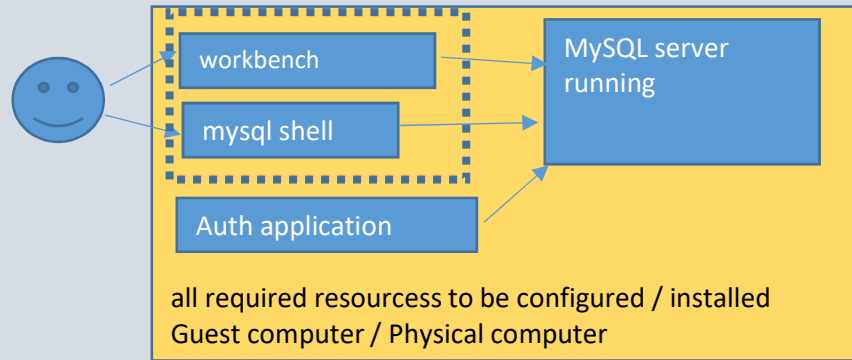 workbench
MySQL server
running
mysql shell
Auth application
all required resourcess to be configured / installed
Guest computer / Physical computer